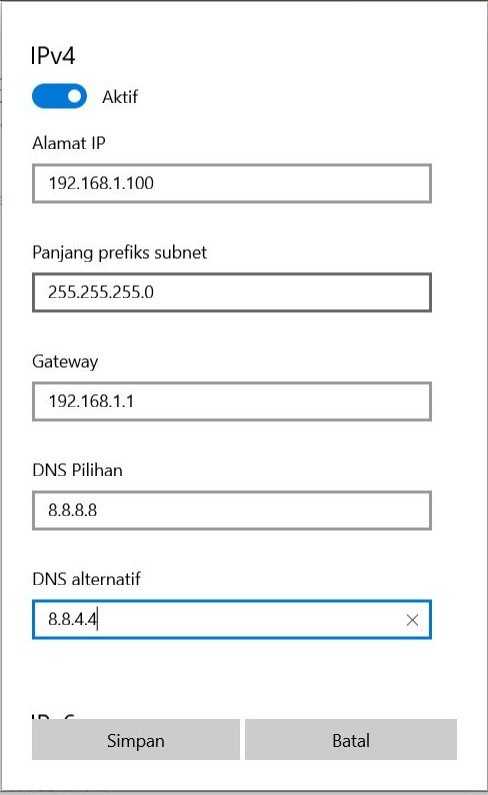 IPv4
Aktif
Alamat IP
192.168.1.100
Panjang prefiks subnet
255.255.255.0
Gateway
192.168.1.1
DNS Pilihan
8.8.8.8
DNS alternatif
8.8.4.4
Simpan
Batal